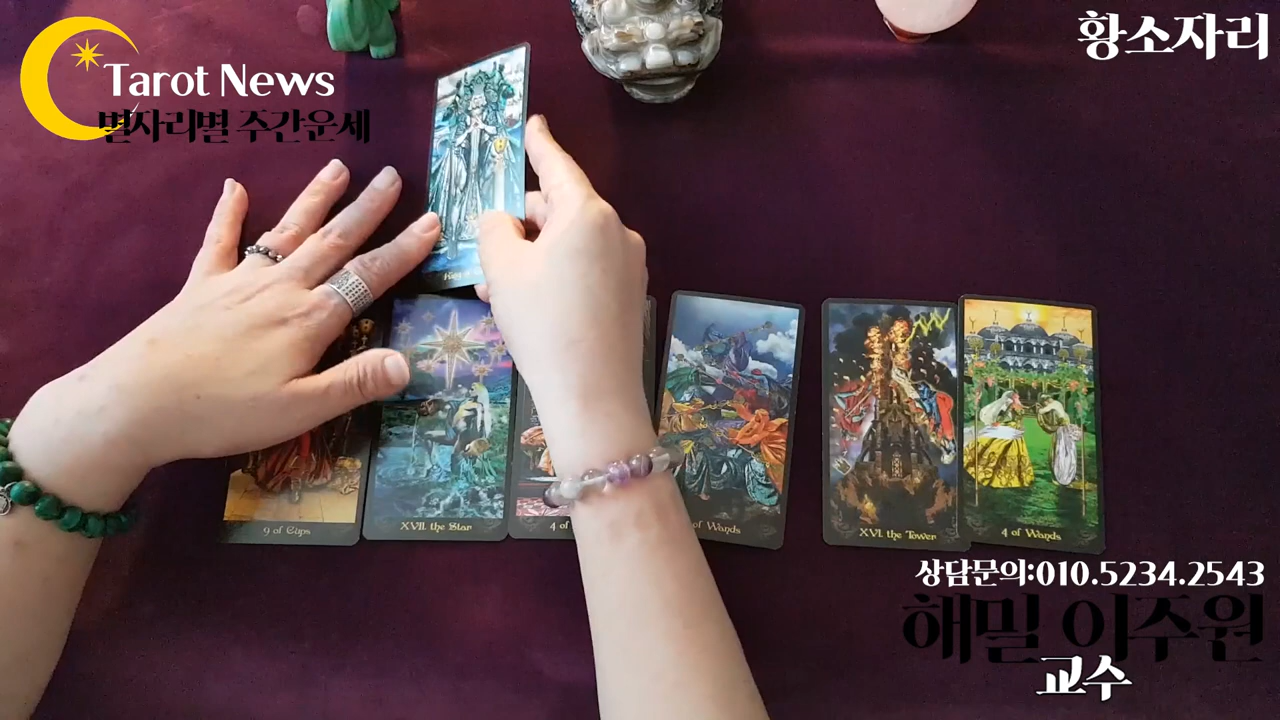 Tarot News
별자리별 주간운세
황소자리
9 of Cups
XVII. the Star
4 of
of Wands
XVI. the Tower
4 of Wands
상담문의:010.5234.2543
해밀 이주원
교수